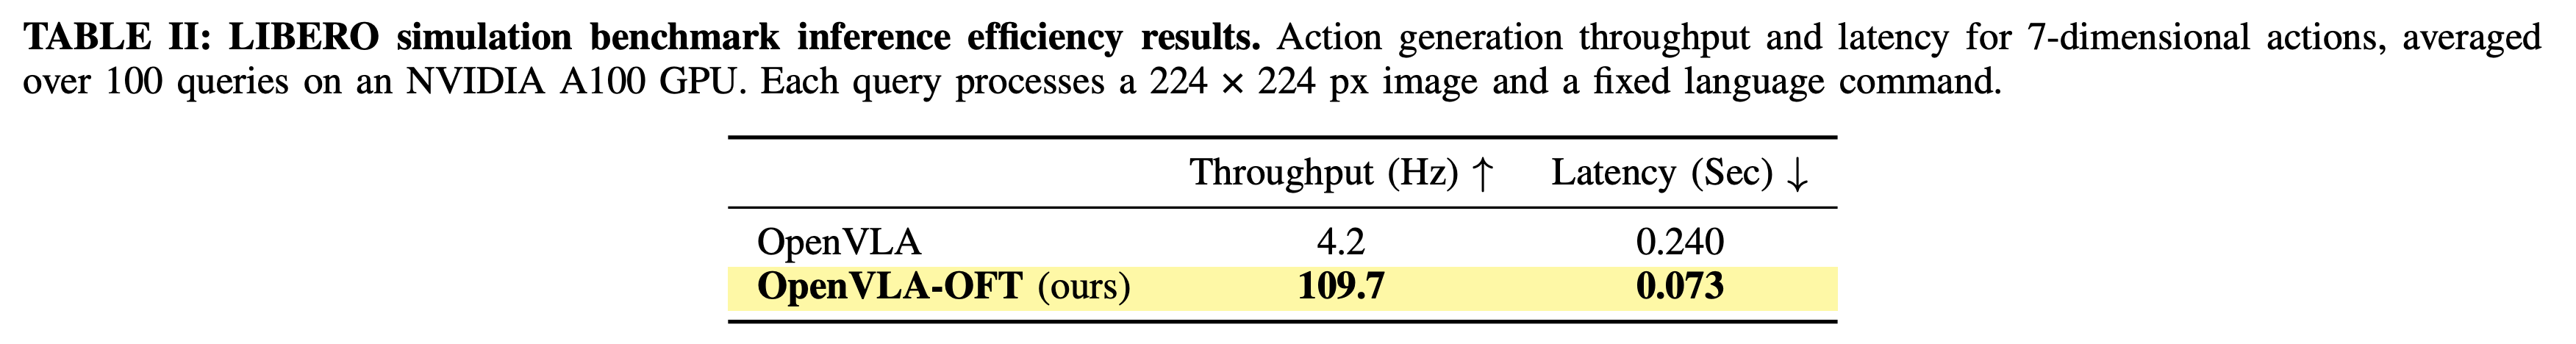 TABLE II: LIBERO simulation benchmark inference efficiency results. Action generation throughput and latency for 7-dimensional actions, averaged
over 100 queries on an NVIDIA A100 GPU. Each query processes a 224 × 224 px image and a fixed language command.
Throughput (Hz) ↑ Latency (Sec) ↓
OpenVLA 4.2 0.240
OpenVLA-OFT (ours) 109.7 0.073